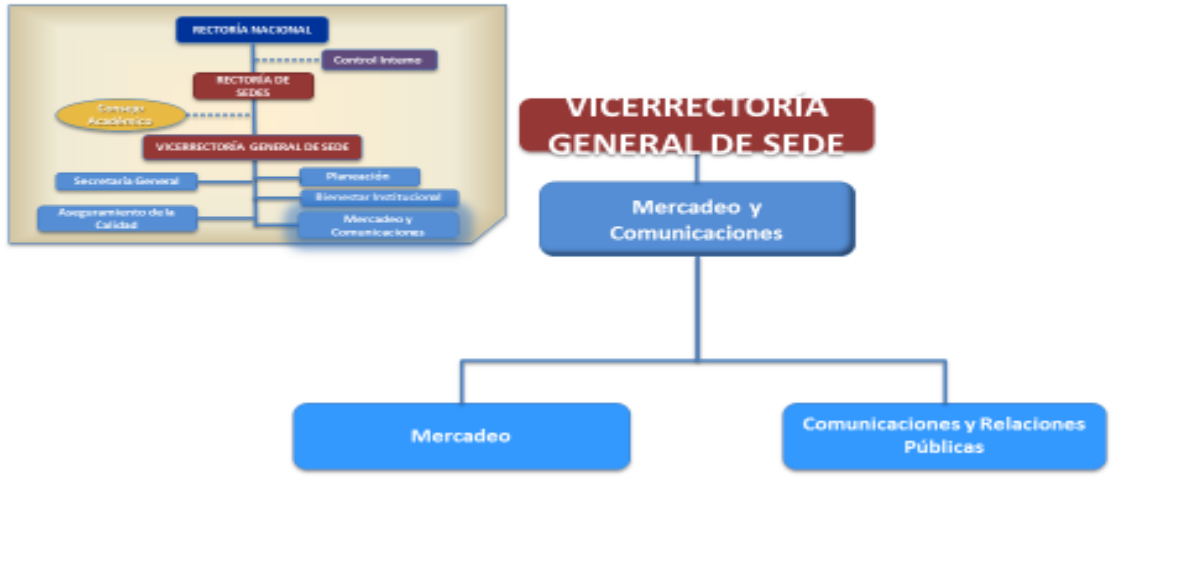 RECTORÍA NACIONAL
Control Interno
RECTORÍA DE
SEDES
Consejo
Académico
VICERRECTORÍA GENERAL DE SEDE
Secretaría General
Planeación
Bienestar Institucional
Aseguramiento de la
Calidad
Mercadeo y
Comunicaciones
VICERRECTORÍA
GENERAL DE SEDE
Mercadeo y
Comunicaciones
Mercadeo
Comunicaciones y Relaciones
Públicas